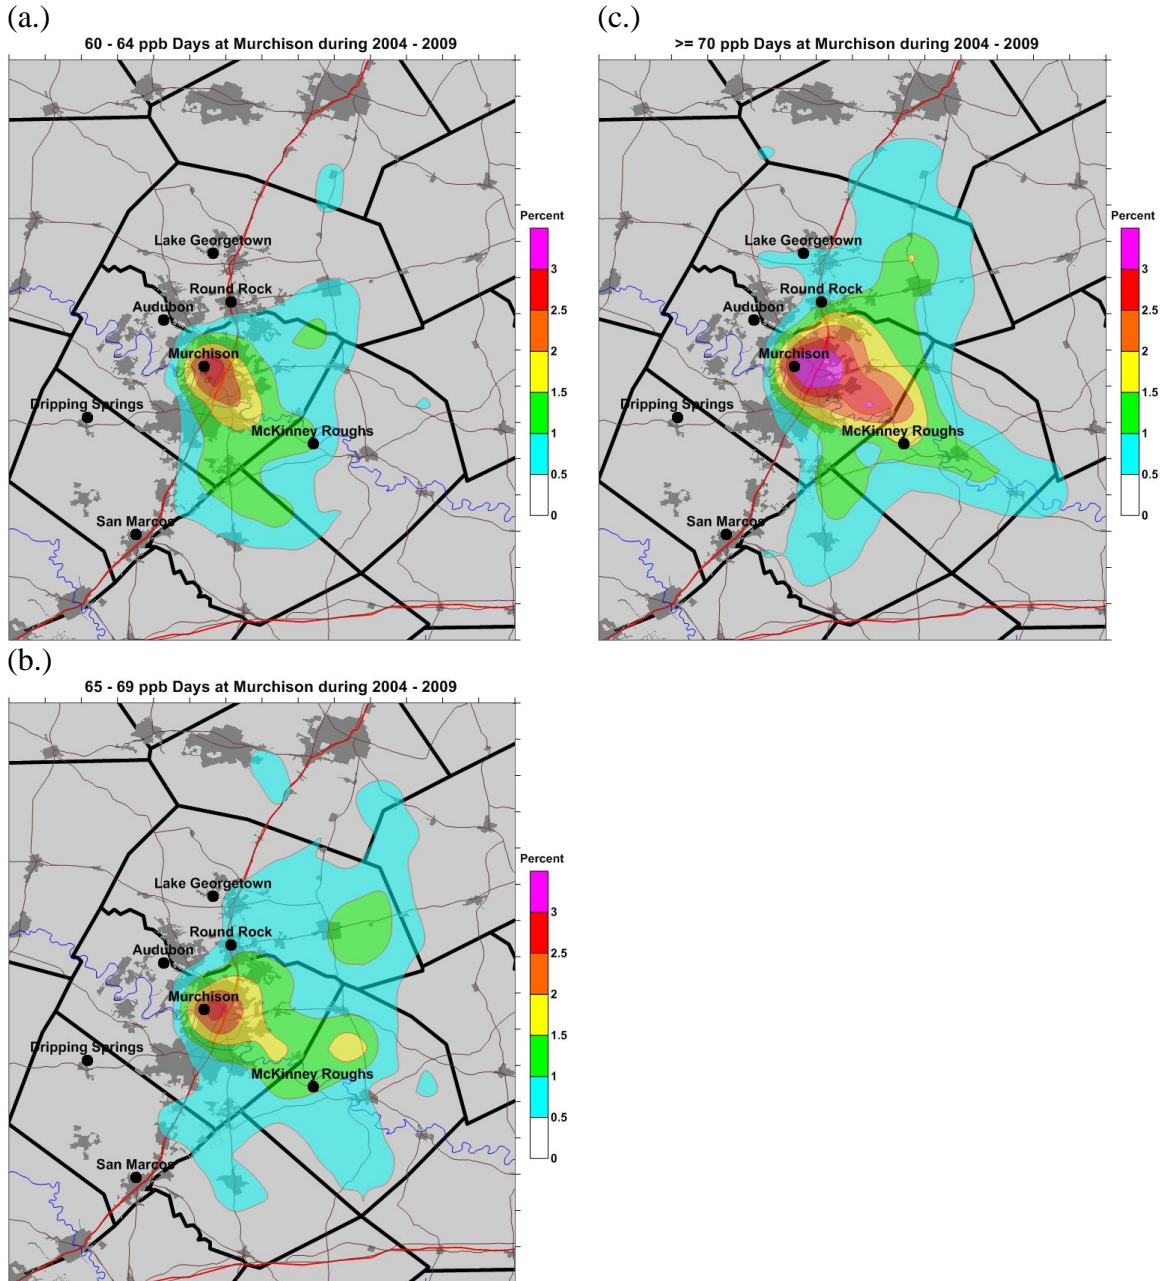 (a.)
60 - 64 ppb Days at Murchison during 2004 - 2009
Lake Georgetown
Round Rock
Audubon
Murchison
Dripping Springs
McKinney Roughs
San Marcos
Percent
3
2.5
2
1.5
1
0.5
0
(c.)
>= 70 ppb Days at Murchison during 2004 - 2009
Lake Georgetown
Round Rock
Audubon
Murchison
2.5
Dripping Springs
McKinney Roughs
San Marcos
Percent
3
2.5
2
1.5
1
0.5
0
(b.)
65 - 69 ppb Days at Murchison during 2004 - 2009
Lake Georgetown
Round Rock
Audubon
Murchison
Dripping Springs
McKinney Roughs
San Marcos
Percent
3
2.5
2
1.5
1
0.5
0